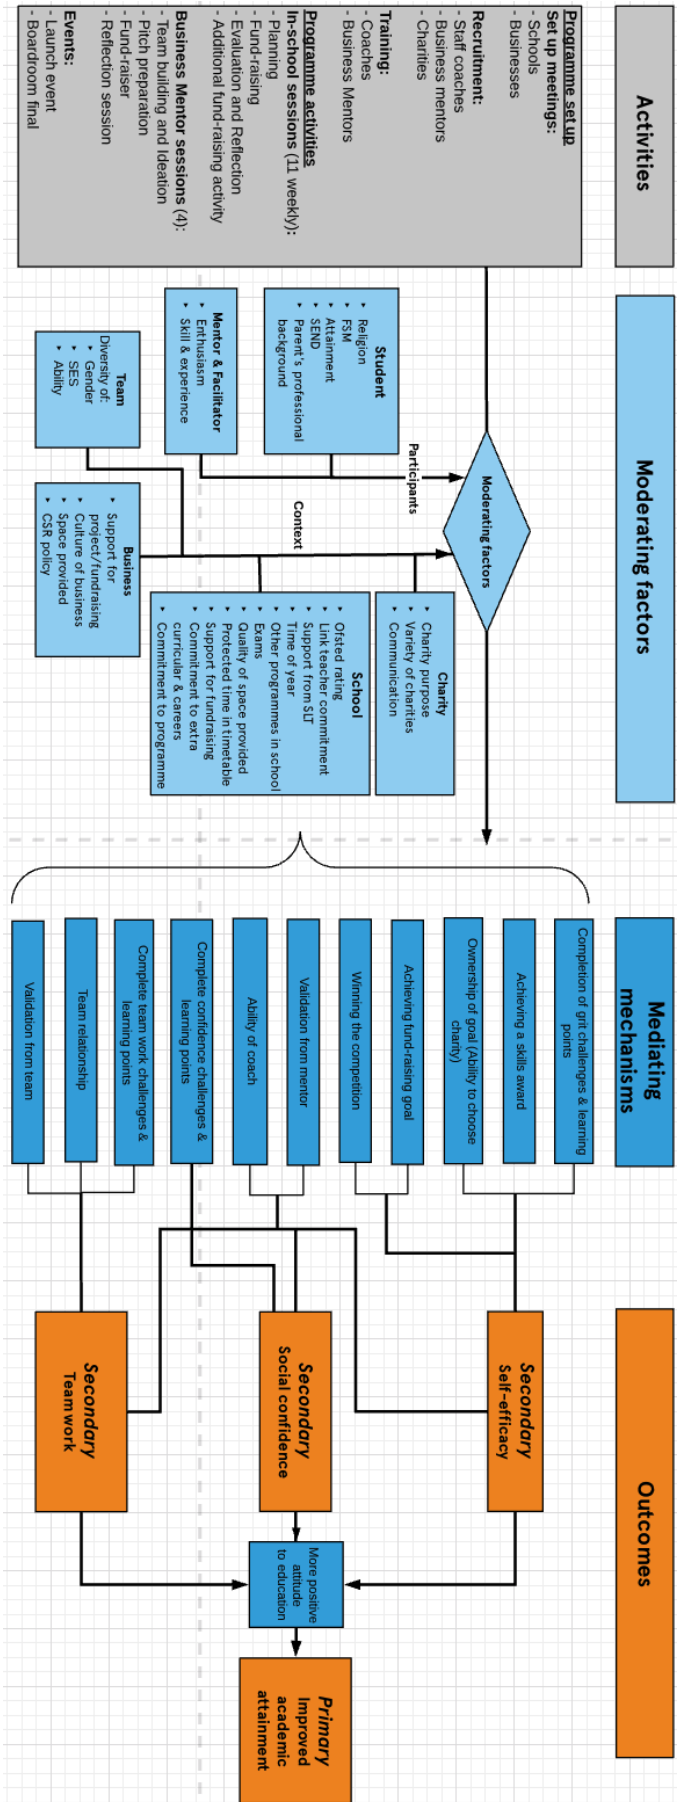 Activities
Moderating factors
Mediating
mechanisms
Outcomes
Programme set up
Set up meetings:
- Schools
- Businesses
Recruitment:
- Staff coaches
- Business mentors
- Charities
Training:
- Coaches
- Business Mentors
Programme activities
In-school sessions (11 weekly):
- Planning
- Fund-raising
- Evaluation and Reflection
- Additional fund-raising activity
Business Mentor sessions (4):
- Team building and Ideation
- Pitch preparation
- Fund-raiser
- Reflection session
Events:
- Launch event
- Boardroom final
Moderating factors
Participants
Context
Student
‣ Religion
‣ FSM
‣ Attainment
‣ SEND
‣ Parent's professional
background
Mentor & Facilitator
‣ Enthusiasm
‣ Skill & experience
Team
Diversity of:
‣ Gender
‣ SES
‣ Ability
Charity
‣ Charity purpose
‣ Variety of charities
‣ Communication
School
‣ Ofsted rating
‣ Link teacher commitment
‣ Support from SLT
‣ Time of year
‣ Other programmes in school
‣ Exams
‣ Quality of space provided
‣ Protected time in timetable
‣ Support for fundraising
‣ Commitment to extra
curricular & careers
‣ Commitment to programme
Business
‣ Support for
project/fundraising
‣ Culture of business
‣ Space provided
‣ CSR policy
Completion of grit challenges & learning
points
Achieving a skills award
Ownership of goal (Ability to choose
charity)
Achieving fund-raising goal
Winning the competition
Validation from mentor
Ability of coach
Complete confidence challenges &
learning points
Complete team work challenges &
learning points
Team relationship
Validation from team
Secondary
Self-efficacy
Secondary
Social confidence
Secondary
Teamwork
More positive
attitude
to education
Primary
Improved
academic
attainment